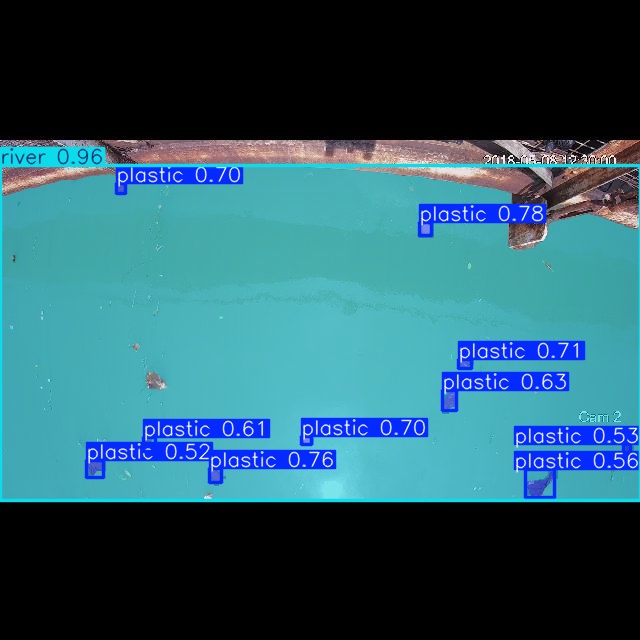 river 0.96
plastic 0.70
plastic 0.78
plastic 0.71
plastic 0.63
Cam 2
plastic 0.61
plastic 0.70
plastic 0.53
plastic 0.52
plastic 0.76
plastic 0.56